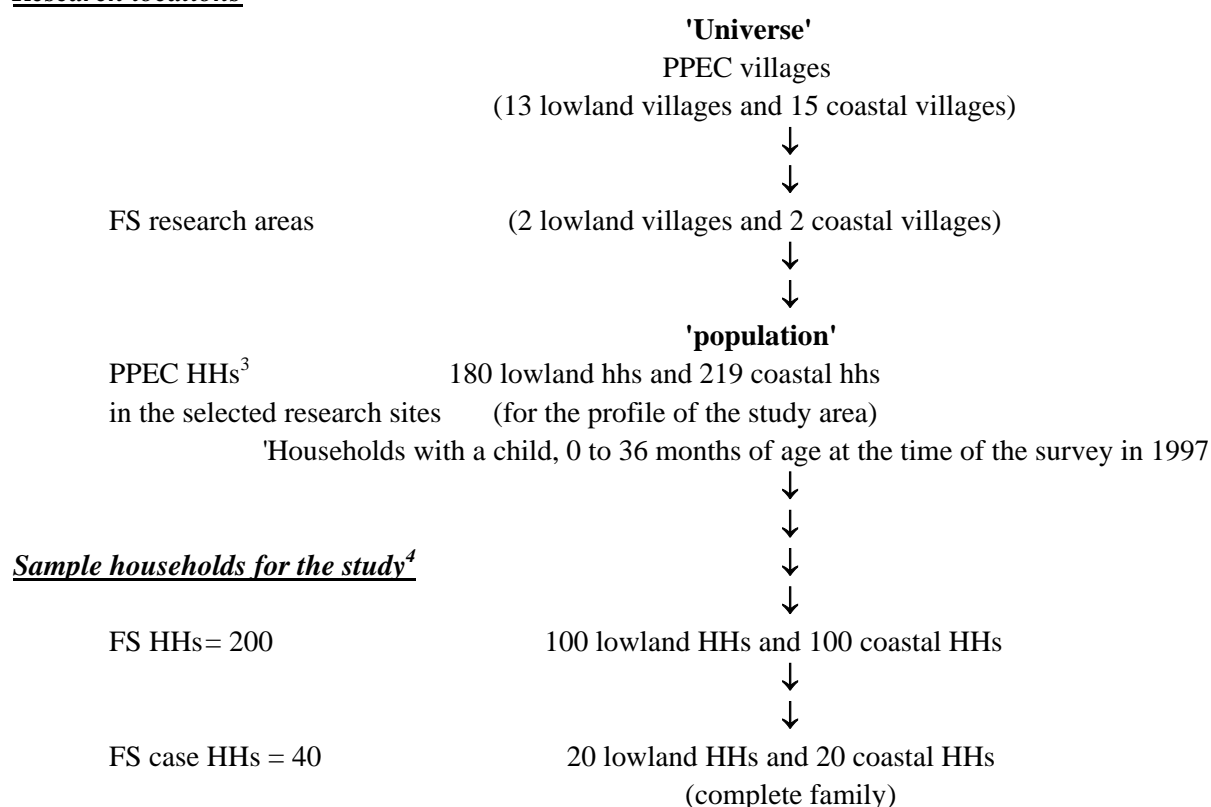 Research locations
'Universe'
PPEC villages
(13 lowland villages and 15 coastal villages)
↓
↓
FS research areas (2 lowland villages and 2 coastal villages)
↓
↓
'population'
PPEC HHs³ 180 lowland hhs and 219 coastal hhs
in the selected research sites (for the profile of the study area)
'Households with a child, 0 to 36 months of age at the time of the survey in 1997
↓
↓
Sample households for the study⁴ ↓
↓
FS HHs= 200 100 lowland HHs and 100 coastal HHs
↓
↓
FS case HHs = 40 20 lowland HHs and 20 coastal HHs
(complete family)